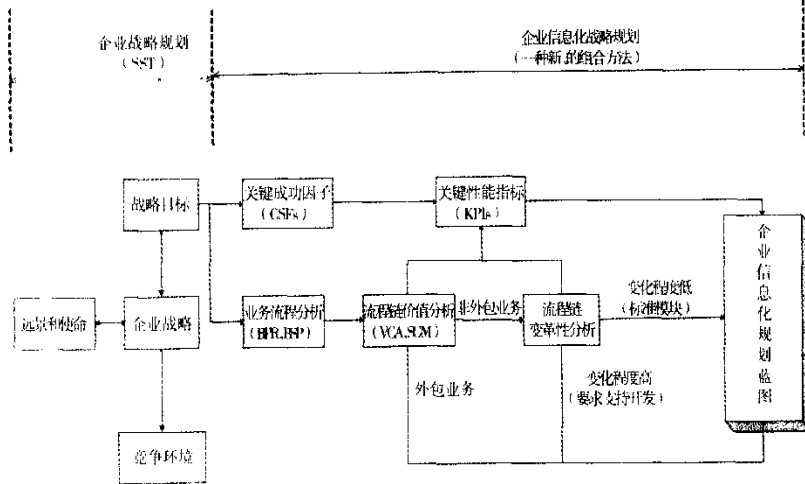 企业战略规划
(SST)
企业信息化战略规划
(一种新的组合方法)
战略目标
关键成功因子
(CSFs)
关键性能指标
(KPIs)
企业信息化规划蓝图
远景和使命
企业战略
业务流程分析
(BPR,BSP)
流程链价值分析
(VCA,SUM)
非外包业务
流程链
变革性分析
变化程度低
(标准模块)
外包业务
变化程度高
(要求支持开发)
竞争环境